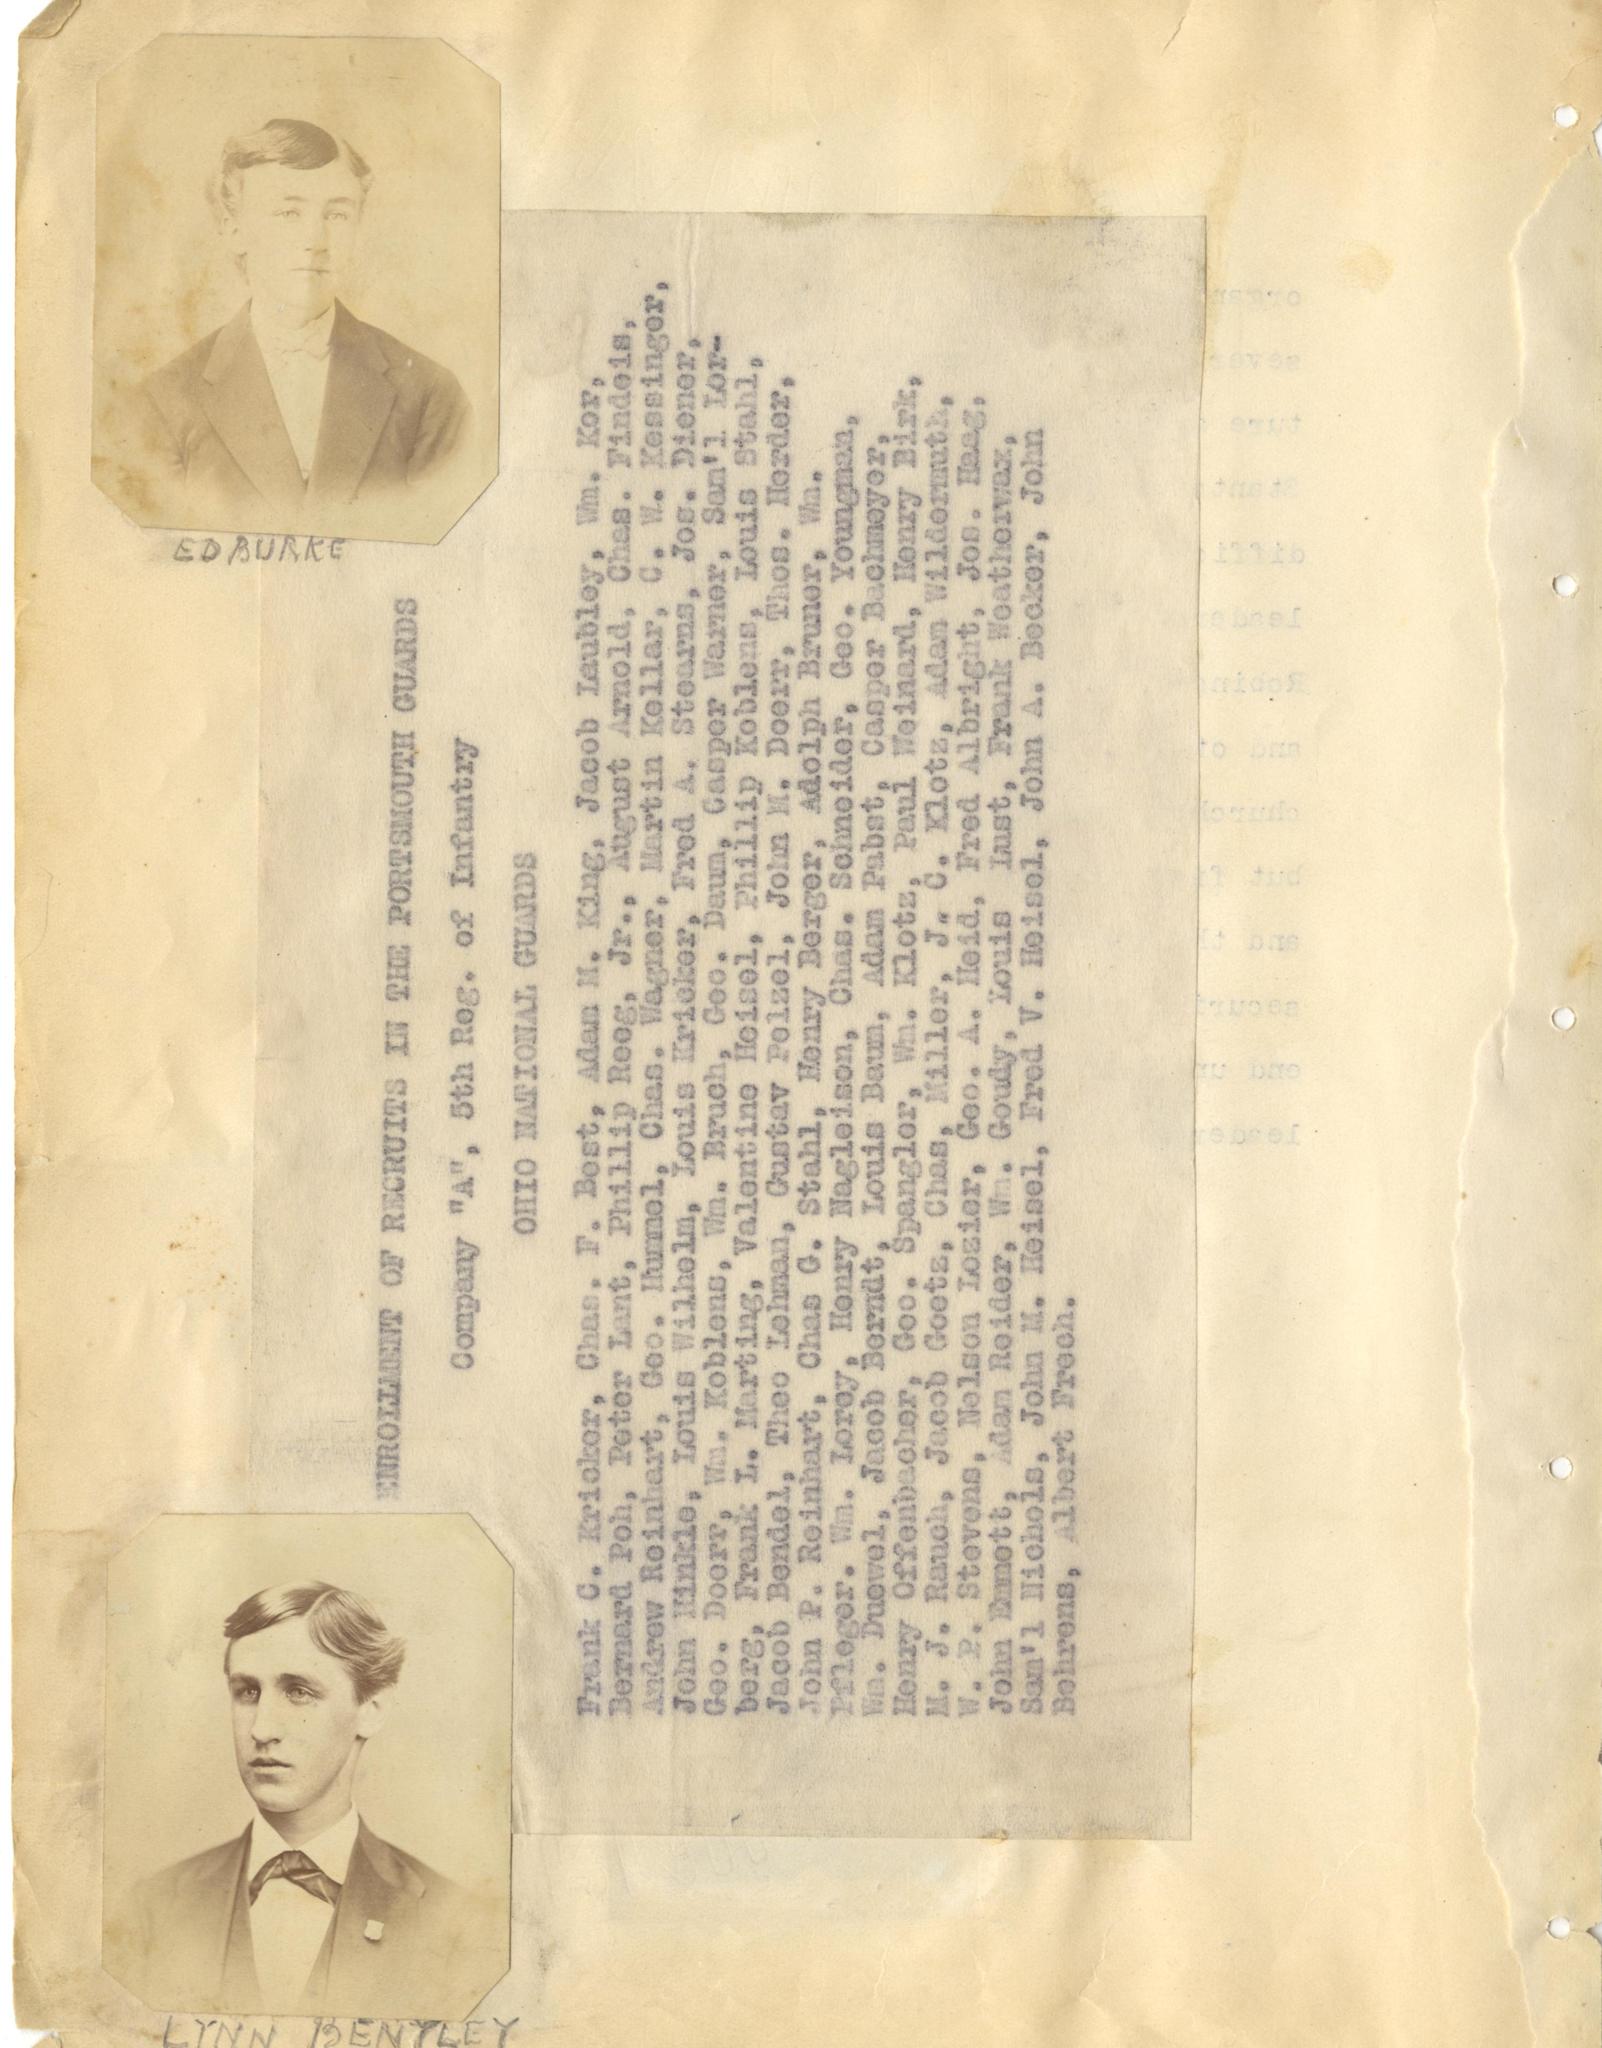 ED BURKE
ENROLLMENT OF RECRUITS IN THE PORTSMOUTH GUARDS
Company "A", 5th Reg. of Infantry
OHIO NATIONAL GUARDS
Frank C. Kricker, Chas. F. Best, Adam M. King, Jacob Laubley, Wm. Kor,
Bernard Poh, Peter Lant, Phillip Reeg, Jr., August Arnold, Chas. Findeis,
Andrew Reinhart, Geo. Hummel, Chas. Wagner, Martin Kellar, C. W. Kessinger,
John Hinkle, Louis Wilhelm, Louis Kricker, Fred A. Stearns, Jos. Diener,
Geo. Doerr, Wm. Koblens, Wm. Bruch, Geo. Daum, Casper Warner, Sam'l Lor-
berg, Frank L. Marting, Valentine Heisel, Phillip Koblens, Louis Stahl,
Jacob Bendel, Theo Lehman, Gustav Pelzel, John M. Doerr, Thos. Herder,
John P. Reinhart, Chas G. Stahl, Henry Berger, Adolph Bruner, Wm.
Pfleger. Wm. Lorey, Henry Nagleison, Chas. Schneider, Geo. Youngman,
Wm. Duewel, Jacob Berndt, Louis Baum, Adam Pabst, Casper Bachmeyer,
Henry Offenbacher, Geo. Spangler, Wm. Klotz, Paul Weinard, Henry Birk,
M. J. Rauch, Jacob Goetz, Chas, Miller, J. C. Klotz, Adam Wildermuth,
W. P. Stevens, Nelson Lozier, Geo. A. Heid, Fred Albright, Jos. Haag,
John Emmett, Adam Reider, Wm. Goudy, Louis Lust, Frank Weatherwax,
Sam'l Nichols, John M. Heisel, Fred V. Heisel, John A. Becker, John
Behrens, Albert Frech.
LYNN BENTLEY